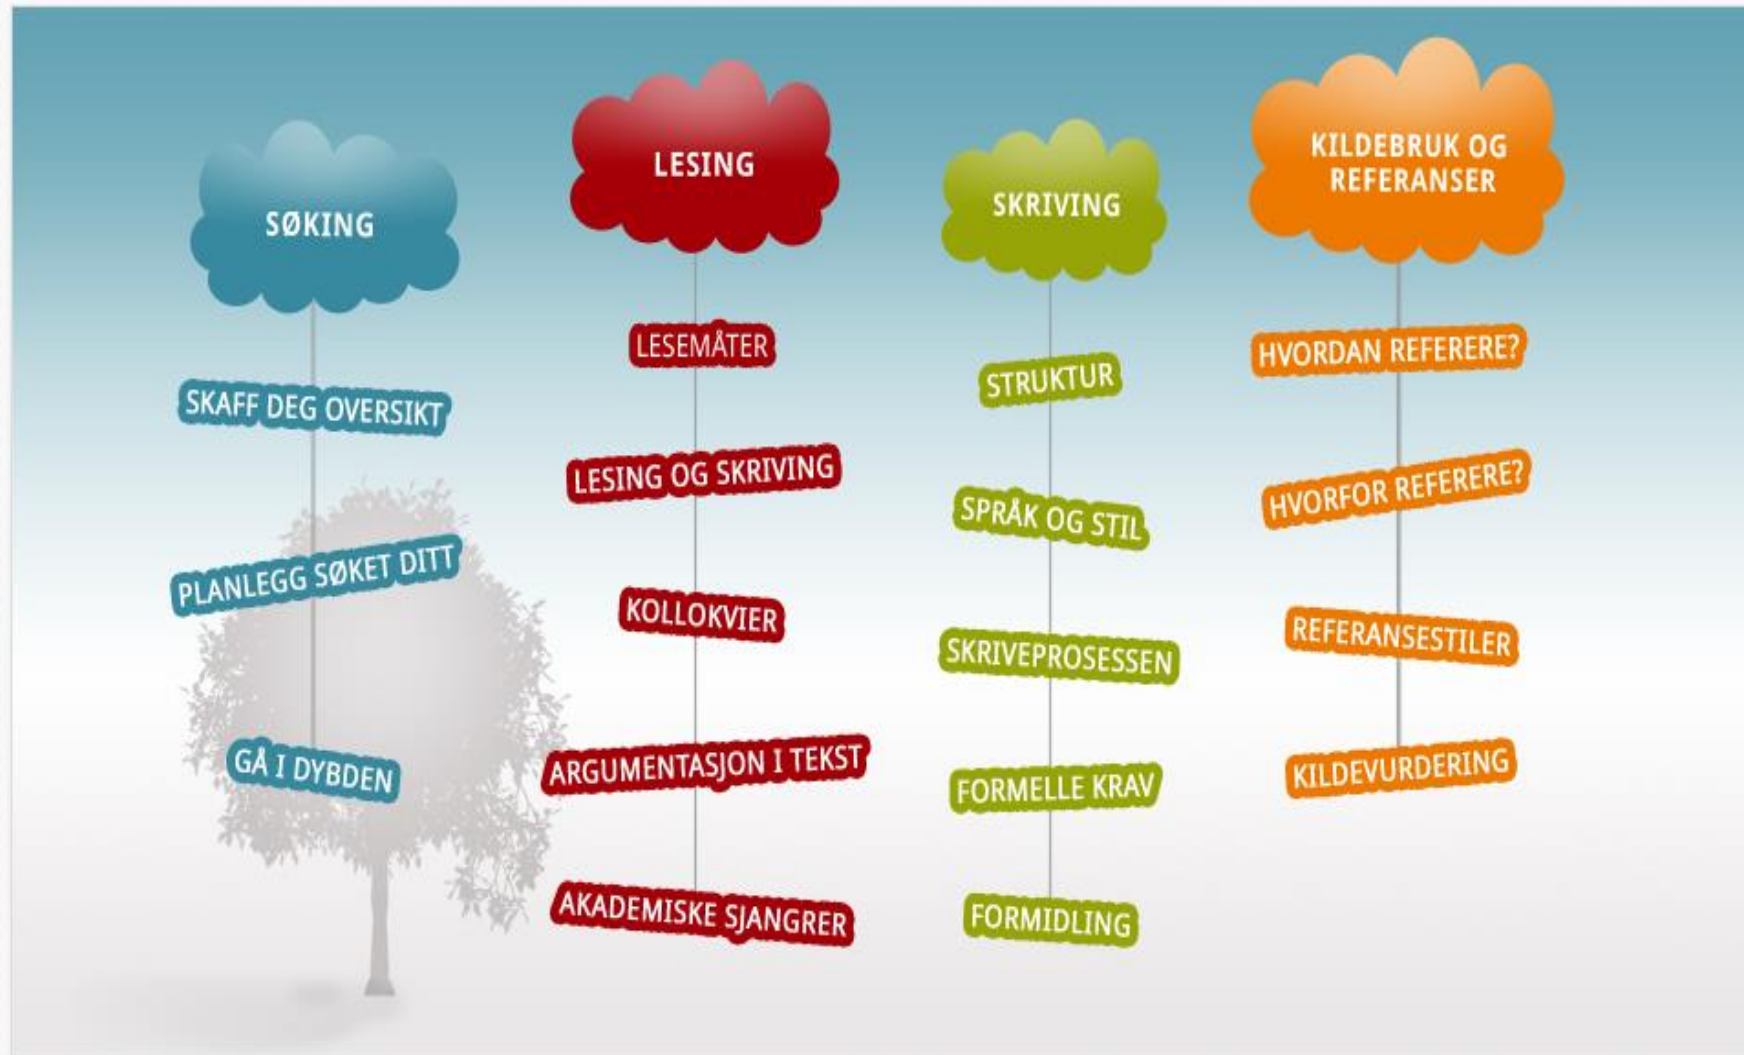 SØKING
SKAFF DEG OVERSIKT
PLANLEGG SØKET DITT
GÅ I DYBDEN
LESING
LESEMÅTER
LESING OG SKRIVING
KOLLOKVIER
ARGUMENTASJON I TEKST
AKADEMISKE SJANGRER
SKRIVING
STRUKTUR
SPRÅK OG STIL
SKRIVEPROSESSEN
FORMELLE KRAV
FORMIDLING
KILDEBRUK OG
REFERANSER
HVORDAN REFERERE?
HVORFOR REFERERE?
REFERANSESTILER
KILDEVURDERING